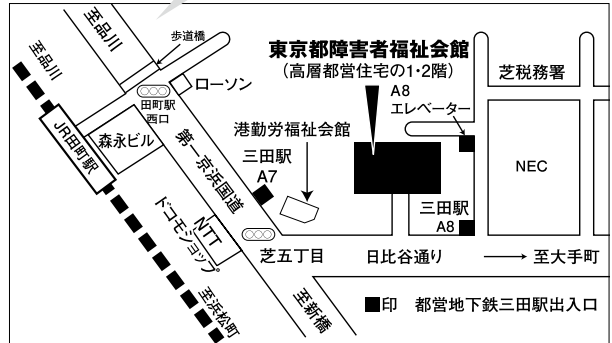 至品川
至品川
歩道橋
ローソン
田町駅
西口
JR田町駅
森永ビル
第一京浜国道
東京都障害者福祉会館
(高層都営住宅の1・2階)
A8
エレベーター
芝税務署
港勤労福祉会館
三田駅
A7
NEC
三田駅
A8
NTT
ドコモショップ
芝五丁目
日比谷通り
至大手町
至浜松町
至新橋
■印 都営地下鉄三田駅出入口